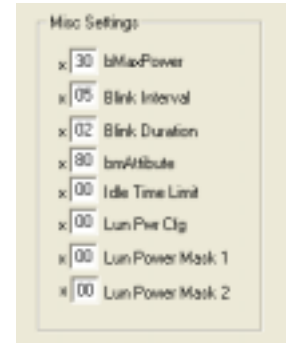 Misc Settings
x 30 bMaxPower
x 05 Blink Interval
x 02 Blink Duration
x 80 bmAttibute
x 00 Idle Time Limit
x 00 Lun Pwr Cfg
x 00 Lun Power Mask 1
x 00 Lun Power Mask 2